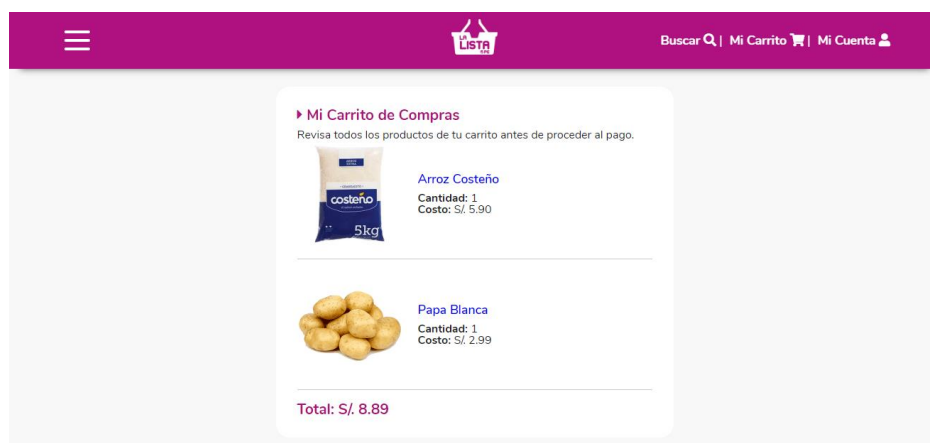 LA
LISTA
Buscar | Mi Carrito | Mi Cuenta
Mi Carrito de Compras
Revisa todos los productos de tu carrito antes de proceder al pago.
costeño
5kg
Arroz Costeño
Cantidad: 1
Costo: S/. 5.90
Papa Blanca
Cantidad: 1
Costo: S/. 2.99
Total: S/. 8.89